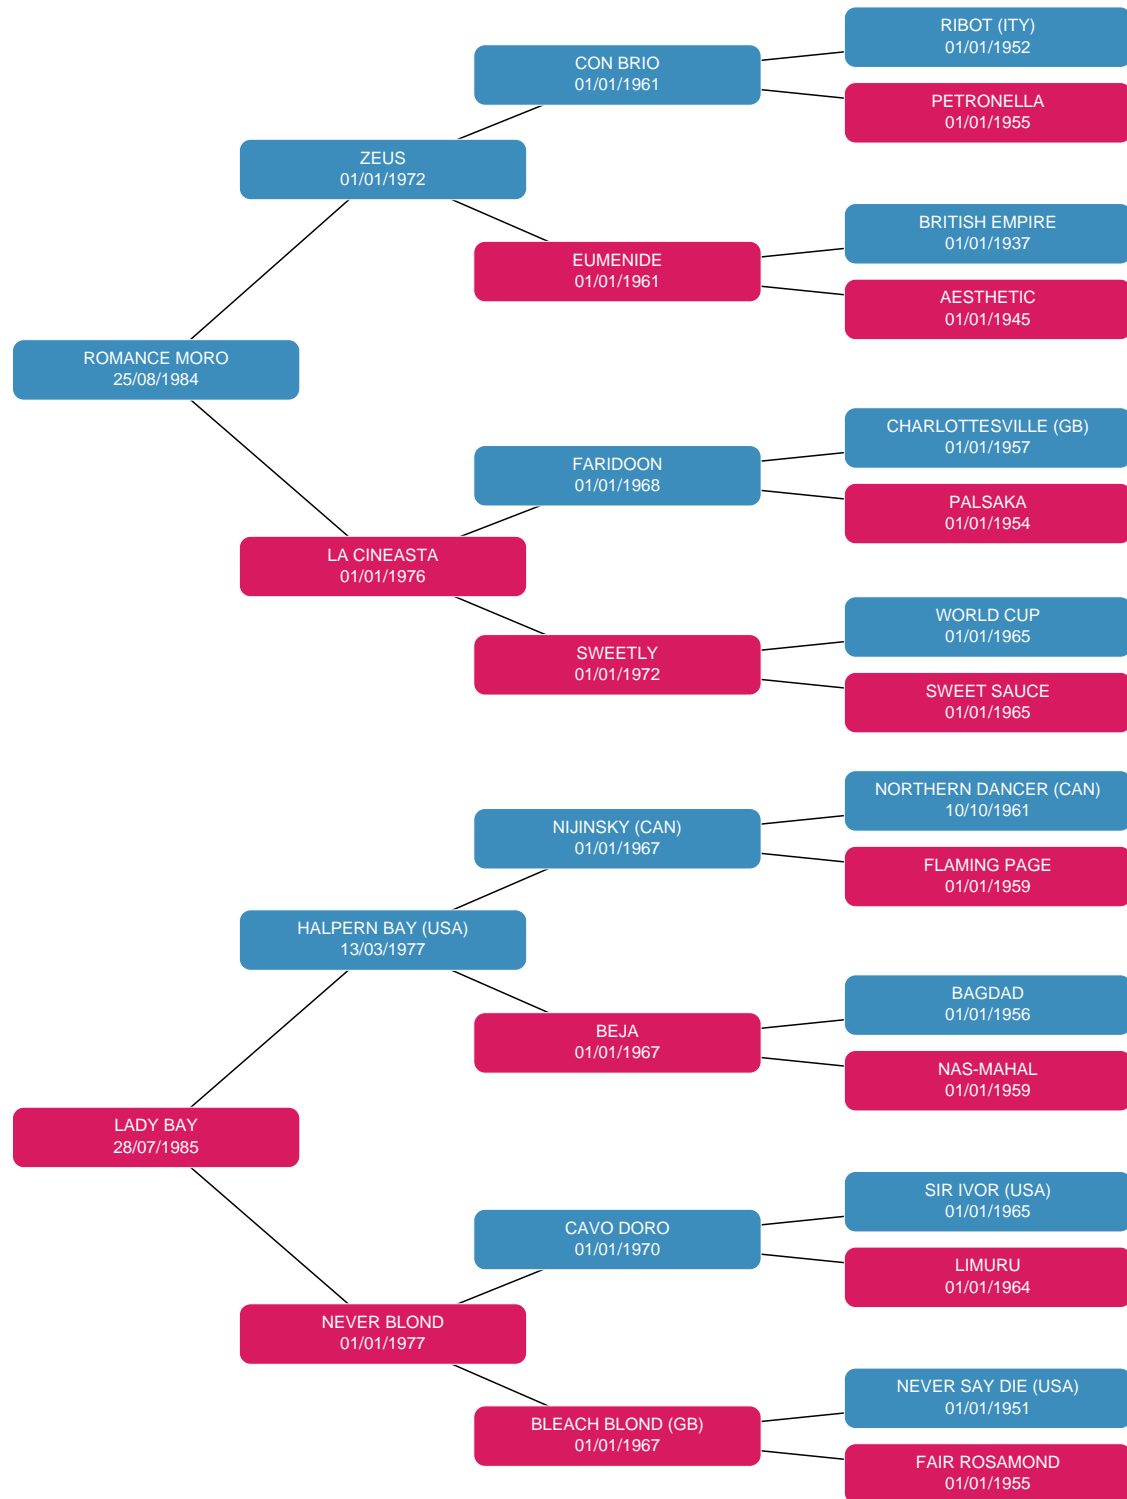 RIBOT (ITY)
01/01/1952
CON BRIO
01/01/1961
PETRONELLA
01/01/1955
ZEUS
01/01/1972
BRITISH EMPIRE
01/01/1937
EUMENIDE
01/01/1961
AESTHETIC
01/01/1945
ROMANCE MORO
25/08/1984
CHARLOTTESVILLE (GB)
01/01/1957
FARIDOON
01/01/1968
PALSAKA
01/01/1954
LA CINEASTA
01/01/1976
WORLD CUP
01/01/1965
SWEETLY
01/01/1972
SWEET SAUCE
01/01/1965
NORTHERN DANCER (CAN)
10/10/1961
NIJINSKY (CAN)
01/01/1967
FLAMING PAGE
01/01/1959
HALPERN BAY (USA)
13/03/1977
BAGDAD
01/01/1956
BEJA
01/01/1967
NAS-MAHAL
01/01/1959
LADY BAY
28/07/1985
SIR IVOR (USA)
01/01/1965
CAVO DORO
01/01/1970
LIMURU
01/01/1964
NEVER BLOND
01/01/1977
NEVER SAY DIE (USA)
01/01/1951
BLEACH BLOND (GB)
01/01/1967
FAIR ROSAMOND
01/01/1955